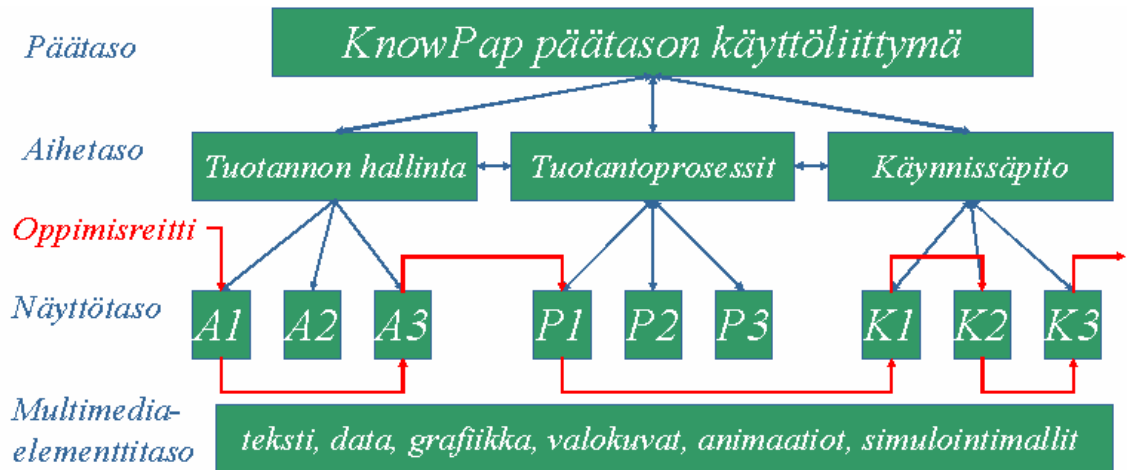 Päätaso
KnowPap päätason käyttöliittymä
Aihetaso
Tuotannon hallinta
Tuotantoprosessit
Käynnissäpito
Oppimisreitti
Näyttötaso
A1
A2
A3
P1
P2
P3
K1
K2
K3
Multimedia-
elementtitaso
teksti, data, grafiikka, valokuvat, animaatiot, simulointimallit